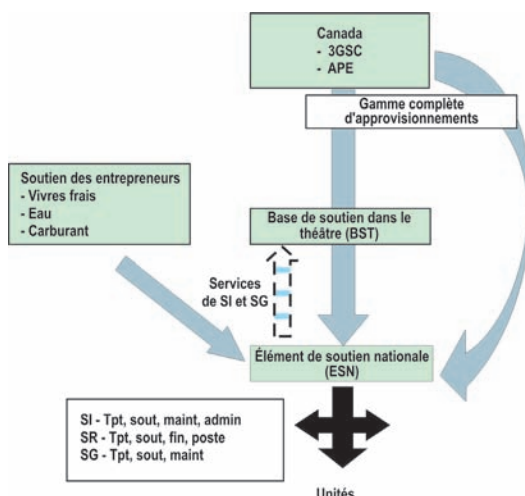 Canada
- 3GSC
- APE
Gamme complète
d'approvisionnements
Soutien des entrepreneurs
- Vivres frais
- Eau
- Carburant
Base de soutien dans le
théâtre (BST)
Services
de SI et SG
Élément de soutien nationale
(ESN)
SI - Tpt, sout, maint, admin
SR - Tpt, sout, fin, poste
SG - Tpt, sout, maint
Unités